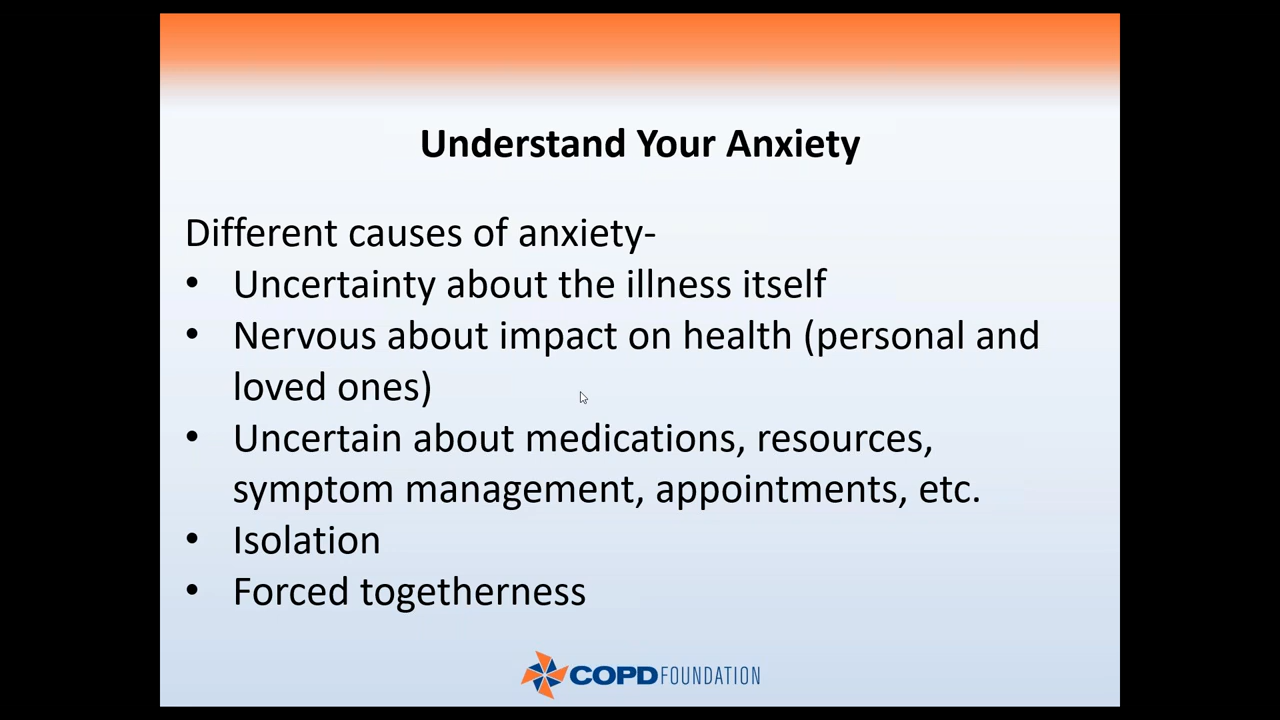 Understand Your Anxiety
Different causes of anxiety-
• Uncertainty about the illness itself
• Nervous about impact on health (personal and
loved ones)
• Uncertain about medications, resources,
symptom management, appointments, etc.
• Isolation
• Forced togetherness
COPD FOUNDATION